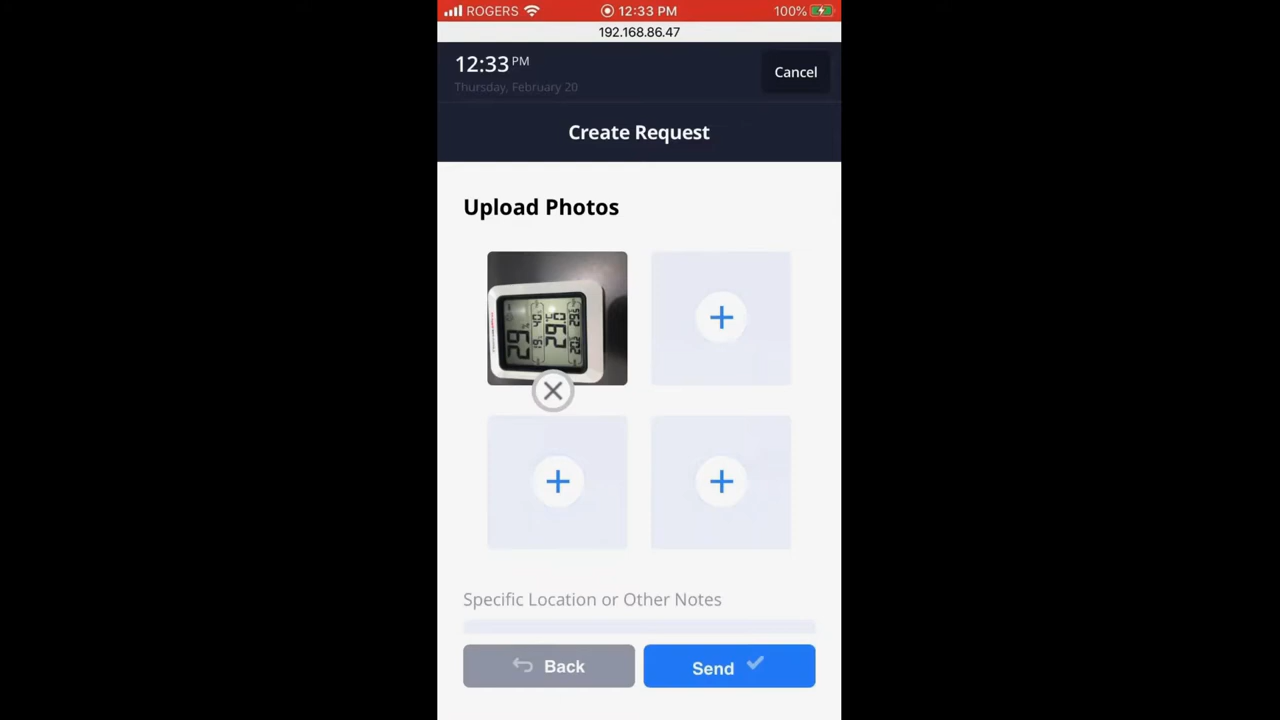 ROGERS 12:33 PM 100%
192.168.86.47
12:33 PM Cancel
Thursday, February 20
Create Request
Upload Photos
29%
Specific Location or Other Notes
Back Send